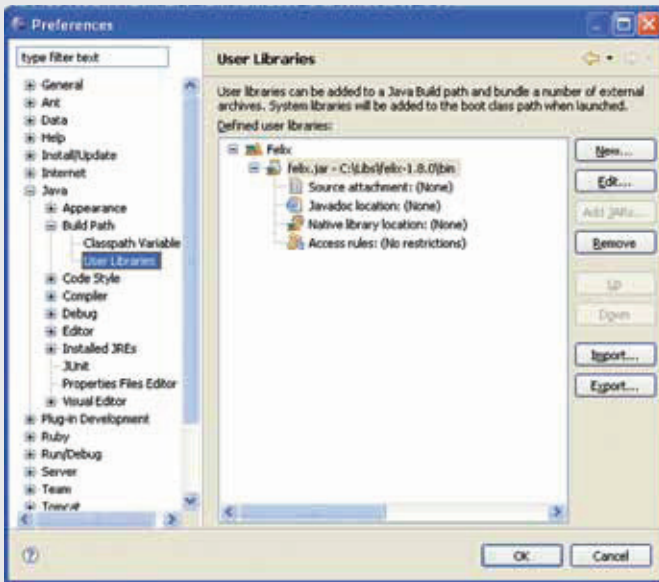 Preferences
type filter text
General
Ant
Data
Help
Install/Update
Internet
Java
Appearance
Build Path
Classpath Variable
User Libraries
Code Style
Compiler
Debug
Editor
Installed JREs
JUnit
Properties Files Editor
Visual Editor
Plug-in Development
Ruby
Run/Debug
Server
Team
Tomcat
User Libraries
User libraries can be added to a Java Build path and bundle a number of external
archives. System libraries will be added to the boot class path when launched.
Defined user libraries:
Felix
felix.jar - C:\Libs\felix-1.8.0\bin
Source attachment: (None)
Javadoc location: (None)
Native library location: (None)
Access rules: (No restrictions)
New...
Edit...
Add JARs...
Remove
Up
Down
Import...
Export...
OK
Cancel